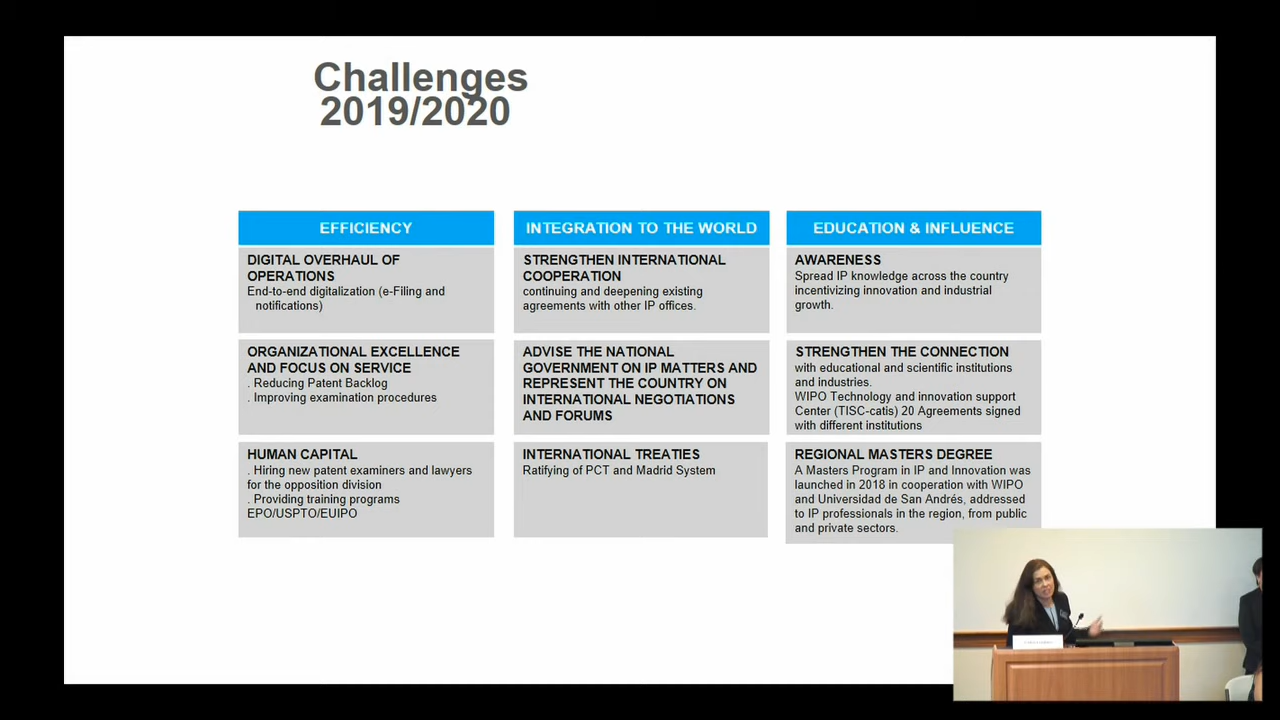 Challenges
2019/2020
EFFICIENCY
DIGITAL OVERHAUL OF
OPERATIONS
End-to-end digitalization (e-Filing and
notifications)
ORGANIZATIONAL EXCELLENCE
AND FOCUS ON SERVICE
. Reducing Patent Backlog
. Improving examination procedures
HUMAN CAPITAL
. Hiring new patent examiners and lawyers
for the opposition division
. Providing training programs
EPO/USPTO/EUIPO
INTEGRATION TO THE WORLD
STRENGTHEN INTERNATIONAL
COOPERATION
continuing and deepening existing
agreements with other IP offices.
ADVISE THE NATIONAL
GOVERNMENT ON IP MATTERS AND
REPRESENT THE COUNTRY ON
INTERNATIONAL NEGOTIATIONS
AND FORUMS
INTERNATIONAL TREATIES
Ratifying of PCT and Madrid System
EDUCATION & INFLUENCE
AWARENESS
Spread IP knowledge across the country
incentivizing innovation and industrial
growth.
STRENGTHEN THE CONNECTION
with educational and scientific institutions
and industries.
WIPO Technology and innovation support
Center (TISC-catis) 20 Agreements signed
with different institutions
REGIONAL MASTERS DEGREE
A Masters Program in IP and Innovation was
launched in 2018 in cooperation with WIPO
and Universidad de San Andrés, addressed
to IP professionals in the region, from public
and private sectors.